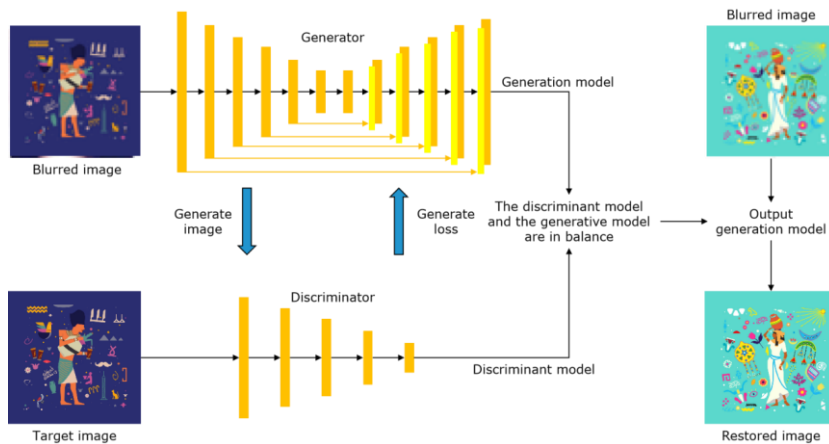 Blurred image
Generator
Generation model
Blurred image
Generate
image
Generate
loss
The discriminant model
and the generative model
are in balance
Output
generation model
Blurred image
Discriminator
Discriminant model
Target image
Restored image